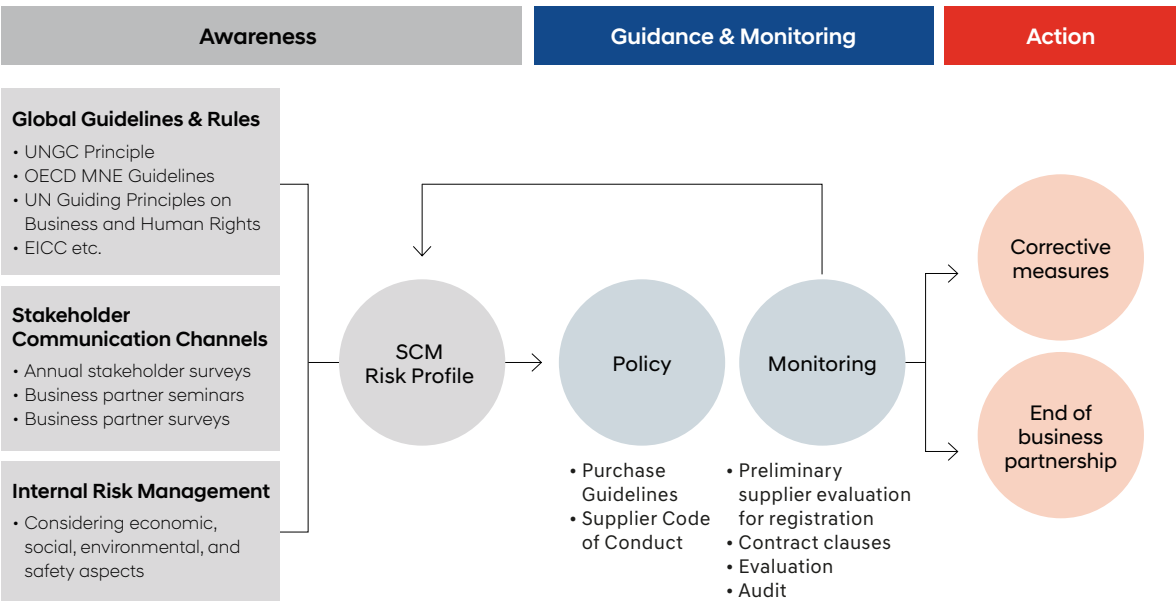 Awareness
Guidance & Monitoring
Action
Global Guidelines & Rules
• UNGC Principle
• OECD MNE Guidelines
• UN Guiding Principles on
Business and Human Rights
• EICC etc.
Stakeholder
Communication Channels
• Annual stakeholder surveys
• Business partner seminars
• Business partner surveys
Internal Risk Management
• Considering economic,
social, environmental, and
safety aspects
SCM
Risk Profile
Policy
• Purchase
Guidelines
• Supplier Code
of Conduct
Monitoring
• Preliminary
supplier evaluation
for registration
• Contract clauses
• Evaluation
• Audit
Corrective
measures
End of
business
partnership